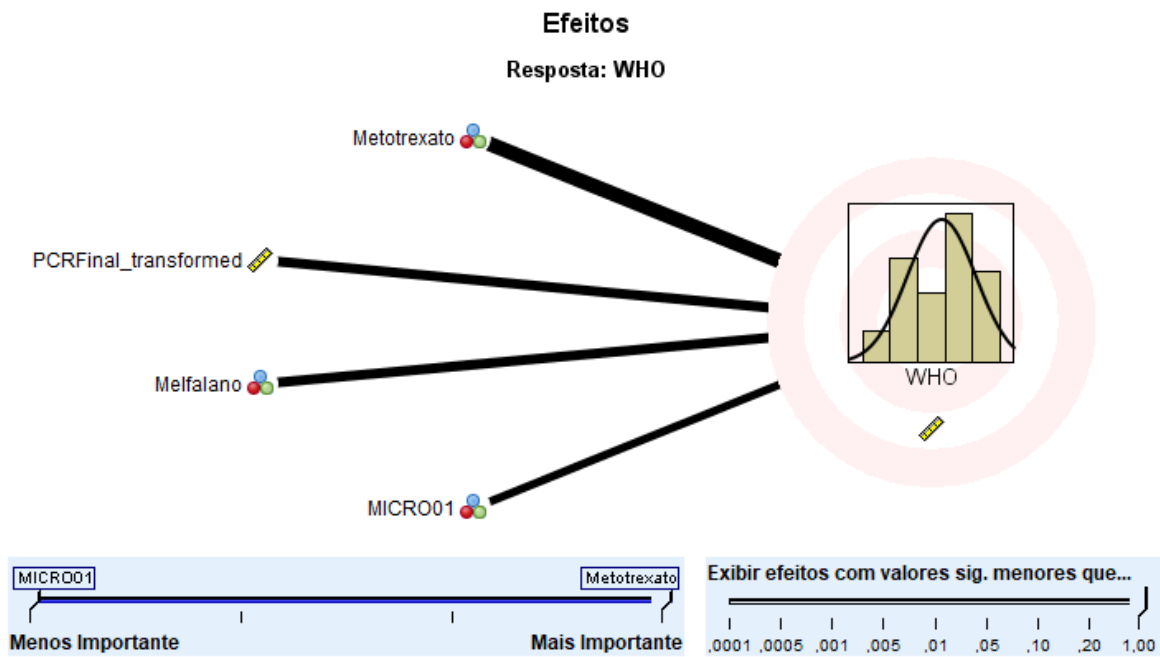 Efeitos
Resposta: WHO
Metotrexato
PCRFinal_transformed
Melfalano
MICRO01
WHO
MICRO01 Metotrexato
Menos Importante Mais Importante
Exibir efeitos com valores sig. menores que...
,0001 ,0005 ,001 ,005 ,01 ,05 ,10 ,20 1,00